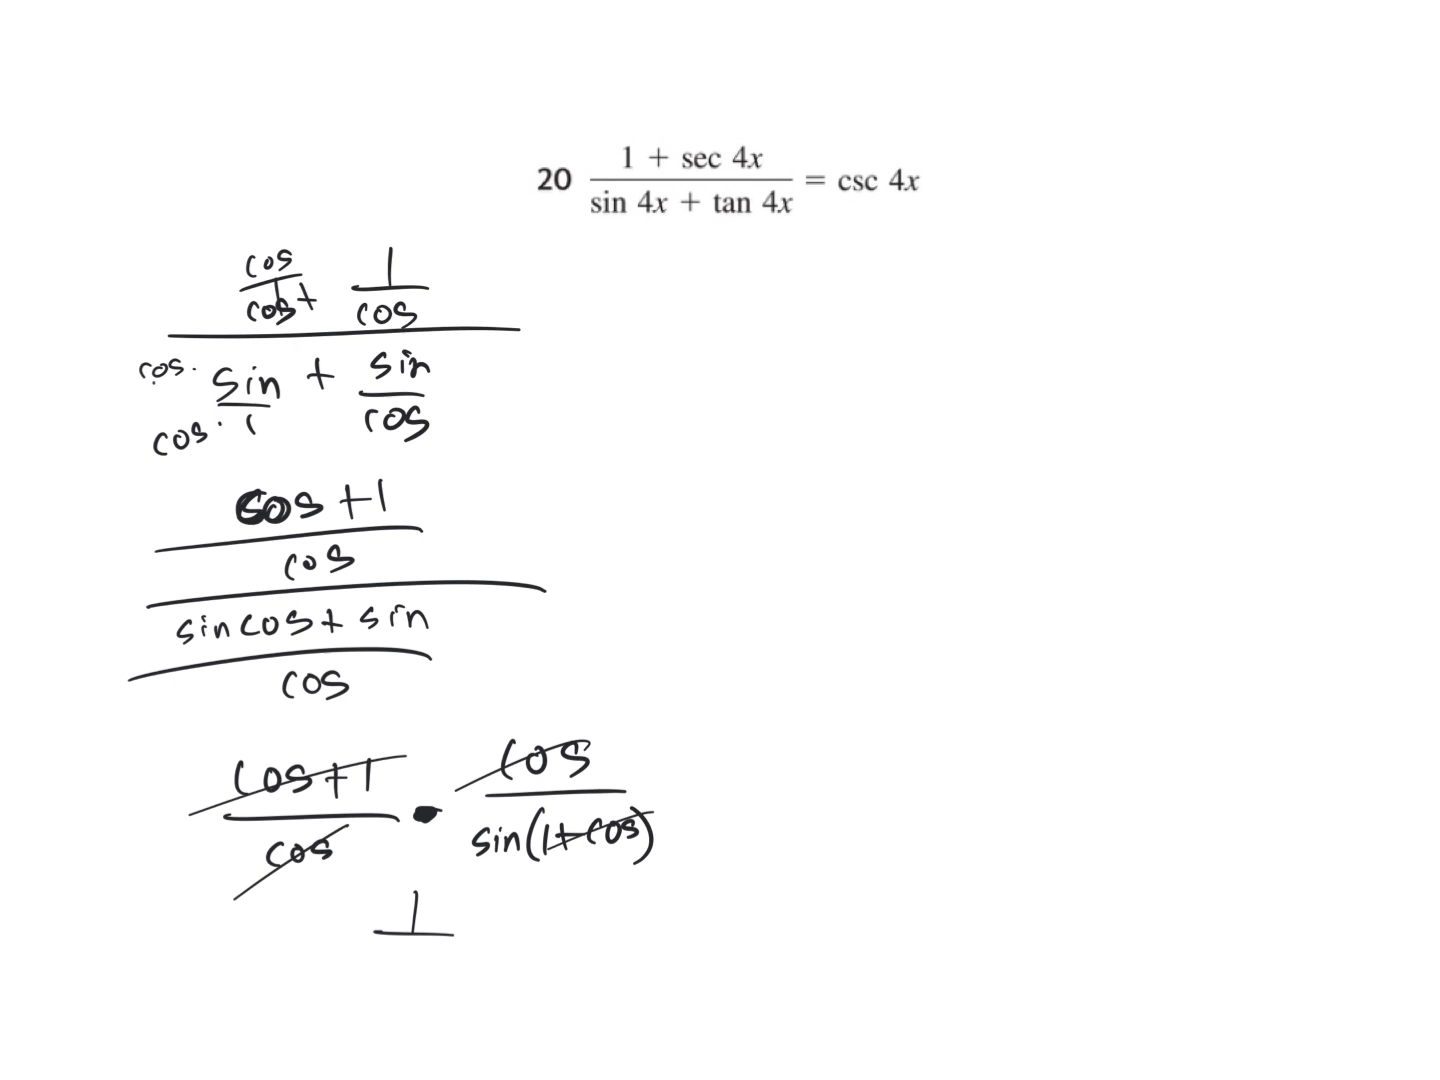 20 (1 + sec 4x)/(sin 4x + tan 4x) = csc 4x
cos/cos + 1/cos
cos · sin + sin
cos · 1 cos
cos + 1
cos
sin cos + sin
cos
cos + 1 · cos
cos sin(1 + cos)
1